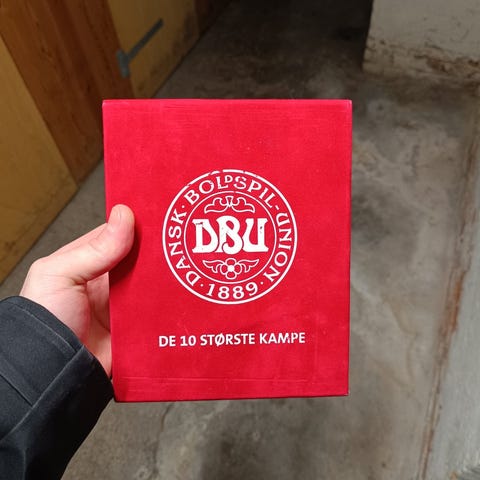 DANSK · BOLDSPIL-UNION
DBU
· 1889 ·
DE 10 STØRSTE KAMPE